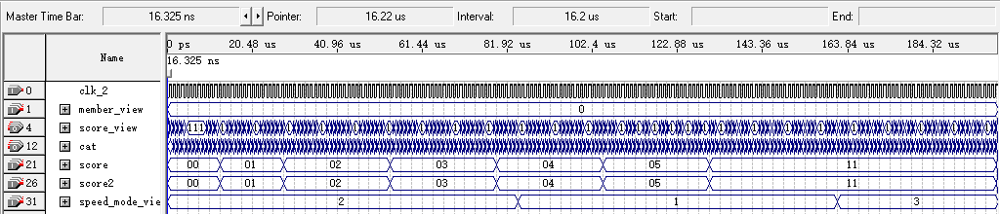 Master Time Bar: 16.325 ns Pointer: 16.22 us Interval: 16.2 us Start: End:
Name 0 ps 20.48 us 40.96 us 61.44 us 81.92 us 102.4 us 122.88 us 143.36 us 163.84 us 184.32 us
16.325 ns
0 clk_2
1 member_view 0
4 score_view 111
12 cat
21 score 00 01 02 03 04 05 11
26 score2 00 01 02 03 04 05 11
31 speed_mode_vie 2 1 3